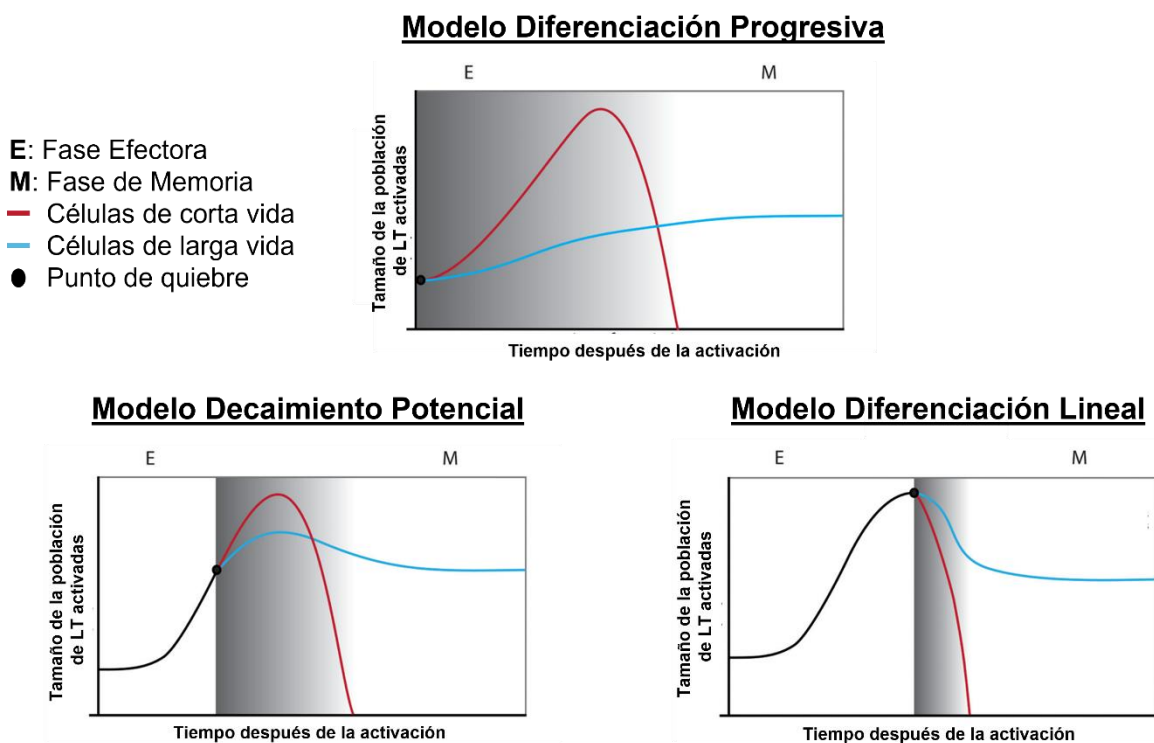 Modelo Diferenciación Progresiva
E
M
E: Fase Efectora
M: Fase de Memoria
Células de corta vida
Células de larga vida
Punto de quiebre
Tamaño de la población
de LT activadas
Tiempo después de la activación
Modelo Decaimiento Potencial
E
M
Tamaño de la población
de LT activadas
Tiempo después de la activación
Modelo Diferenciación Lineal
E
M
Tamaño de la población
de LT activadas
Tiempo después de la activación